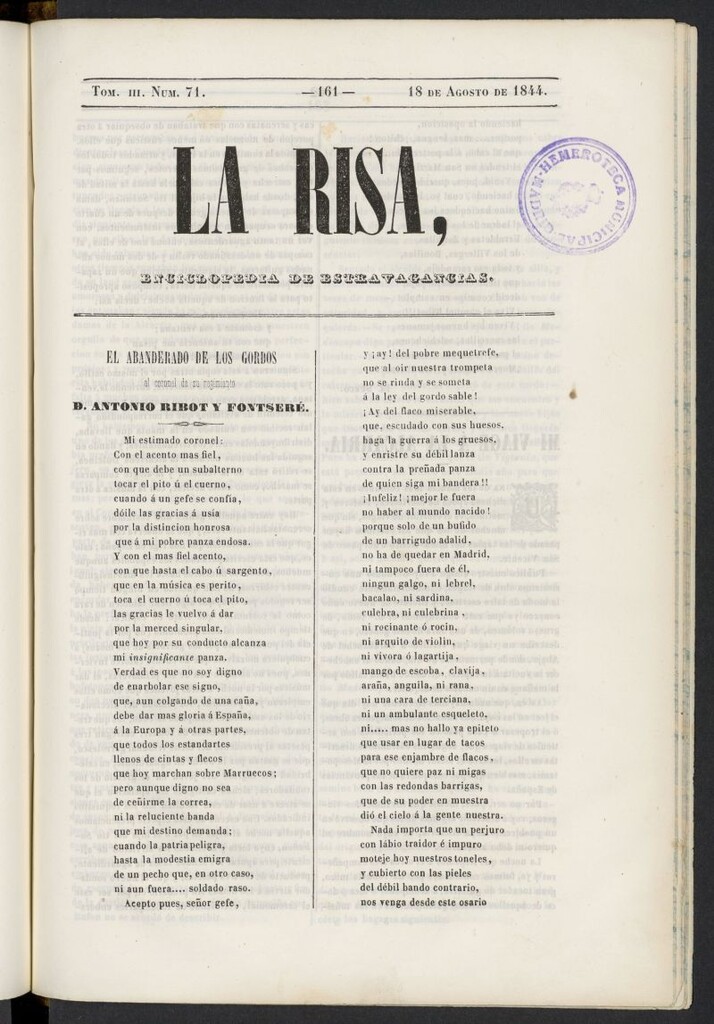 Tom. III. Num. 71.
—161—
18 de Agosto de 1844.
LA RISA,
ENCICLOPEDIA DE ESTRAVAGANCIAS.
HEMEROTECA MUNICIPAL
EL ABANDERADO DE LOS GORDOS
al coronel de su regimiento
D. ANTONIO RIBOT Y FONTSERÉ.
Mi estimado coronel:
Con el acento mas fiel,
con que debe un subalterno
tocar el pito ú el cuerno,
cuando á un gefe se confia,
dóile las gracias á usia
por la distincion honrosa
que á mi pobre panza endosa.
Y con el mas fiel acento,
con que hasta el cabo ú sargento,
que en la música es perito,
toca el cuerno ú toca el pito,
las gracias le vuelvo á dar
por la merced singular,
que hoy por su conducto alcanza
mi insignificante panza.
Verdad es que no soy digno
de enarbolar ese signo,
que, aun colgando de una caña,
debe dar mas gloria á España,
á la Europa y á otras partes,
que todos los estandartes
llenos de cintas y flecos
que hoy marchan sobre Marruecos;
pero aunque digno no sea
de ceñirme la correa,
ni la reluciente banda
que mi destino demanda;
cuando la patria peligra,
hasta la modestia emigra
de un pecho que, en otro caso,
ni aun fuera.... soldado raso.
Acepto pues, señor gefe,
y ¡ay! del pobre mequetrefe,
que al oir nuestra trompeta
no se rinda y se someta
á la ley del gordo sable!
¡Ay del flaco miserable,
que, escudado con sus huesos,
haga la guerra á los gruesos,
y enristre su débil lanza
contra la preñada panza
de quien siga mi bandera!!
¡Infeliz! ¡mejor le fuera
no haber al mundo nacido!
porque solo de un bufido
de un barrigudo adalid,
no ha de quedar en Madrid,
ni tampoco fuera de él,
ningun galgo, ni lebrel,
bacalao, ni sardina,
culebra, ni culebrina,
ni rocinante ó rocin,
ni arquito de violin,
ni vivora ó lagartija,
mango de escoba, clavija,
araña, anguila, ni rana,
ni una cara de terciana,
ni un ambulante esqueleto,
ni..... mas no hallo ya epiteto
que usar en lugar de tacos
para ese enjambre de flacos,
que no quiere paz ni migas
con las redondas barrigas,
que de su poder en muestra
dió el cielo á la gente nuestra.
Nada importa que un perjuro
con lábio traidor é impuro
moteje hoy nuestros toneles,
y cubierto con las pieles
del débil bando contrario,
nos venga desde este osario